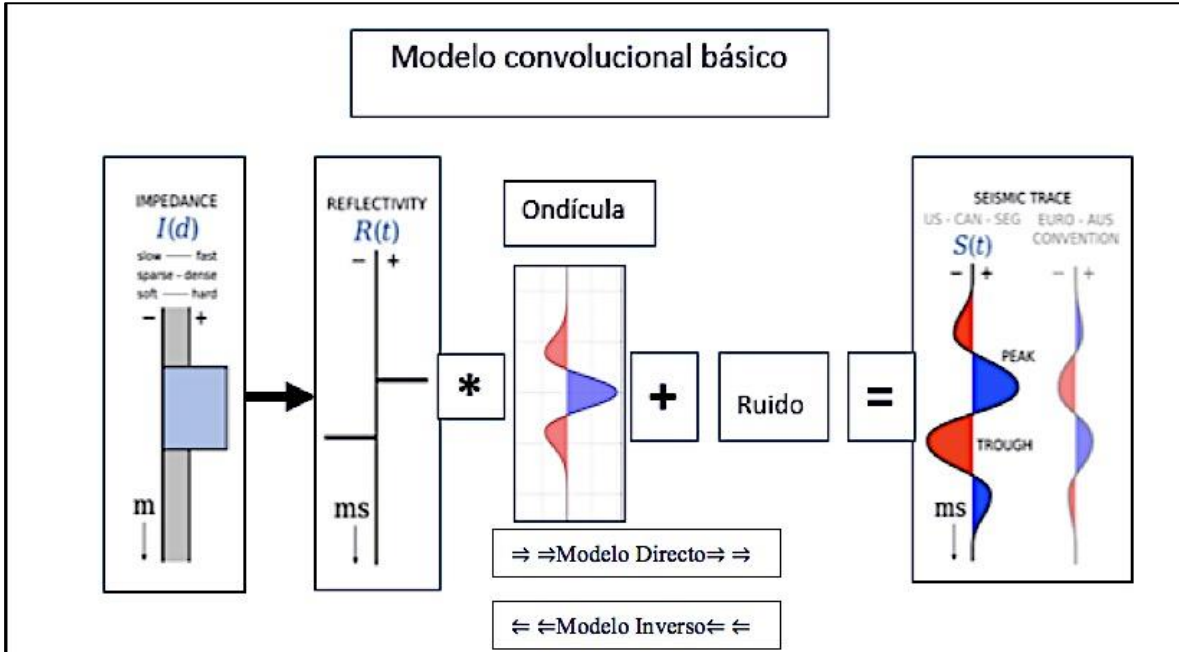 Modelo convolucional básico
IMPEDANCE
I(d)
slow — fast
sparse - dense
soft — hard
− +
m
REFLECTIVITY
R(t)
− +
ms
*
Ondícula
+
Ruido
=
SEISMIC TRACE
US - CAN - SEG
S(t)
− +
EURO - AUS
CONVENTION
− +
PEAK
TROUGH
ms
⇒ ⇒Modelo Directo⇒ ⇒
⇐ ⇐Modelo Inverso⇐ ⇐